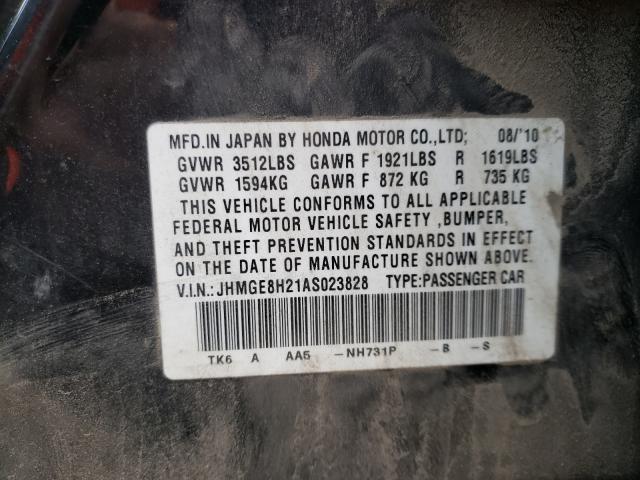 MFD.IN JAPAN BY HONDA MOTOR CO.,LTD; 08/'10
GVWR 3512LBS GAWR F 1921LBS R 1619LBS
GVWR 1594KG GAWR F 872 KG R 735 KG
THIS VEHICLE CONFORMS TO ALL APPLICABLE
FEDERAL MOTOR VEHICLE SAFETY ,BUMPER,
AND THEFT PREVENTION STANDARDS IN EFFECT
ON THE DATE OF MANUFACTURE SHOWN ABOVE.
V.I.N.: JHMGE8H21AS023828 TYPE:PASSENGER CAR
TK6 A AA5 -NH731P -B -S